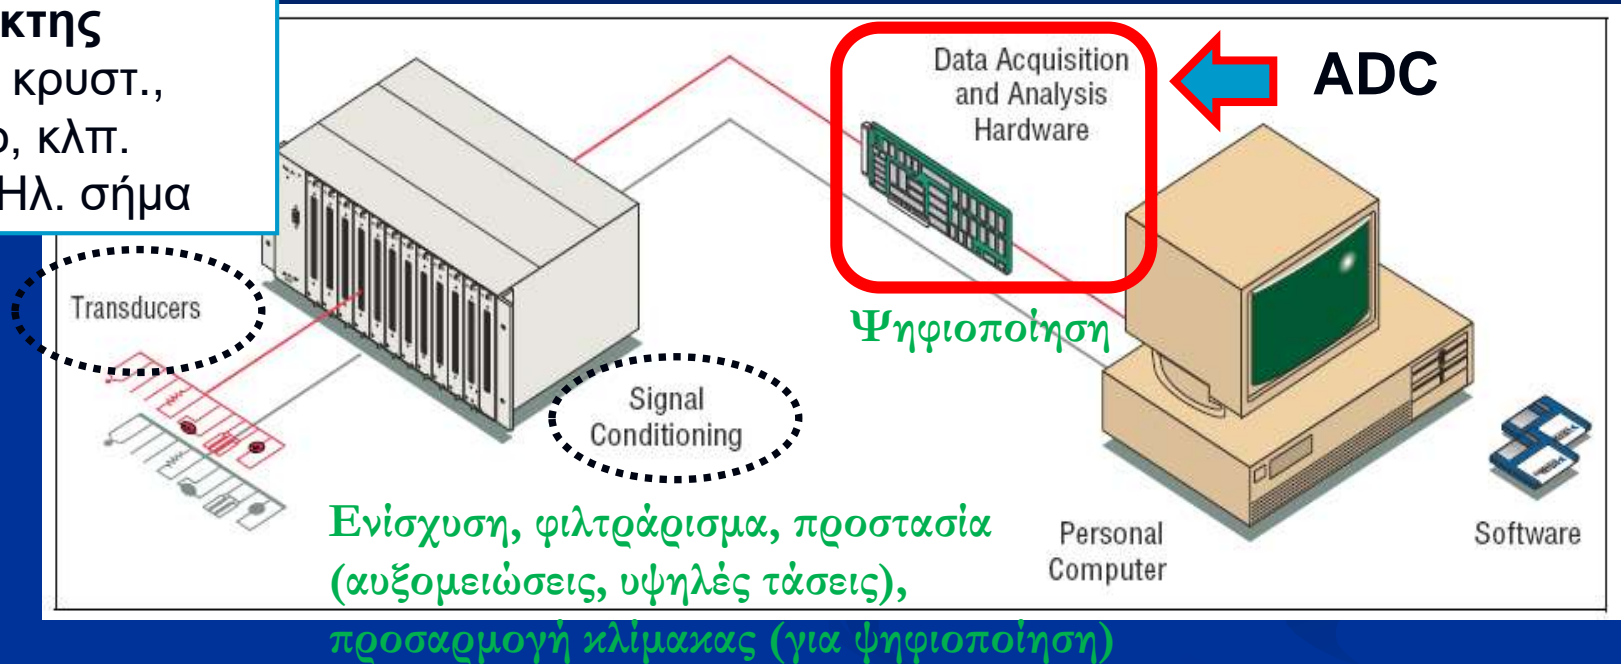 κτης
κρυστ.,
ο, κλπ.
Ηλ. σήμα
Data Acquisition
and Analysis
Hardware
ADC
Transducers
Ψηφιοποίηση
Signal
Conditioning
Ενίσχυση, φιλτράρισμα, προστασία
(αυξομειώσεις, υψηλές τάσεις),
προσαρμογή κλίμακας (για ψηφιοποίηση)
Personal
Computer
Software